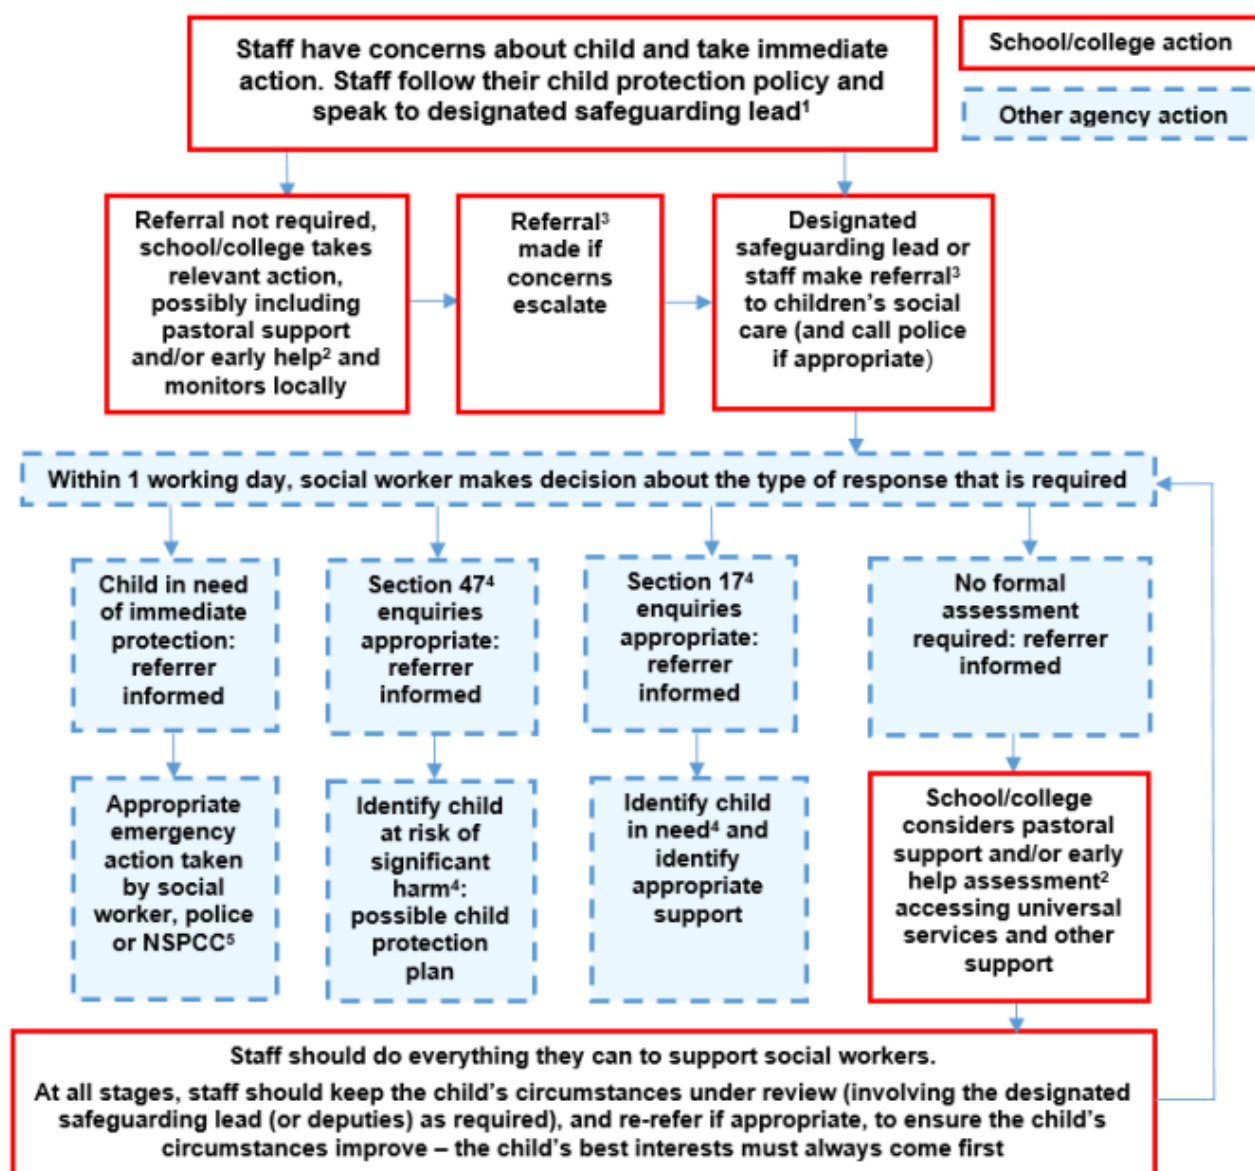 Staff have concerns about child and take immediate
action. Staff follow their child protection policy and
speak to designated safeguarding lead¹
School/college action
Other agency action
Referral not required,
school/college takes
relevant action,
possibly including
pastoral support
and/or early help² and
monitors locally
Referral³
made if
concerns
escalate
Designated
safeguarding lead or
staff make referral³
to children’s social
care (and call police
if appropriate)
Within 1 working day, social worker makes decision about the type of response that is required
Child in need
of immediate
protection:
referrer
informed
Section 47⁴
enquiries
appropriate:
referrer
informed
Section 17⁴
enquiries
appropriate:
referrer
informed
No formal
assessment
required: referrer
informed
Appropriate
emergency
action taken
by social
worker, police
or NSPCC⁵
Identify child
at risk of
significant
harm⁴:
possible child
protection
plan
Identify child
in need⁴ and
identify
appropriate
support
School/college
considers pastoral
support and/or early
help assessment²
accessing universal
services and other
support
Staff should do everything they can to support social workers.
At all stages, staff should keep the child’s circumstances under review (involving the designated
safeguarding lead (or deputies) as required), and re-refer if appropriate, to ensure the child’s
circumstances improve – the child’s best interests must always come first